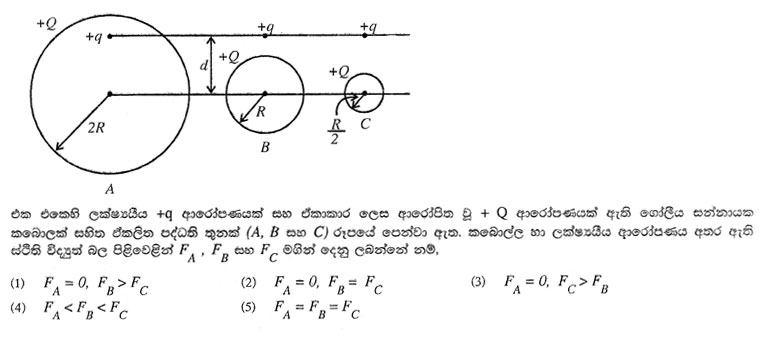 +Q +q +q +q
d +Q +Q
2R R R/2 C
B
A
එක එකෙහි ලක්ෂ්‍යයීය +q ආරෝපණයක් සහ ඒකාකාර ලෙස ආරෝපිත වූ + Q ආරෝපණයක් ඇති ගෝලීය සන්නායක
කබොලක් සහිත ඒකලිත පද්ධති තුනක් (A, B සහ C) රූපයේ පෙන්වා ඇත. කබොල්ල හා ලක්ෂ්‍යයීය ආරෝපණය අතර ඇති
ස්ථිති විද්‍යුත් බල පිළිවෙළින් F_A , F_B සහ F_C මගින් දෙනු ලබන්නේ නම්,
(1) F_A = 0, F_B > F_C (2) F_A = 0, F_B = F_C (3) F_A = 0, F_C > F_B
(4) F_A < F_B < F_C (5) F_A = F_B = F_C